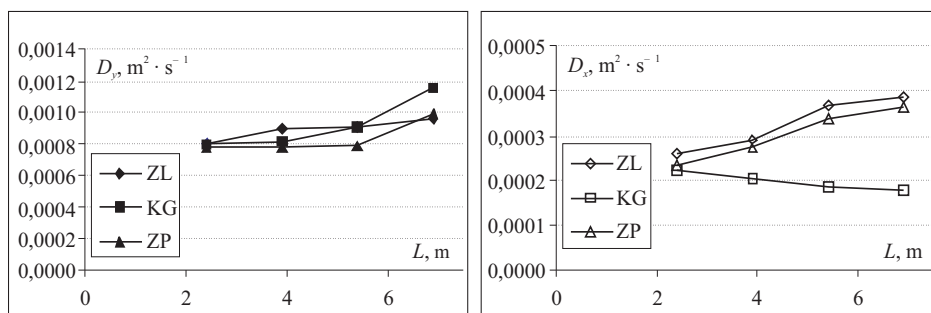 0,0014
D_y, m² · s⁻¹
0,0012
0,0010
0,0008
0,0006
ZL
0,0004
KG
0,0002
ZP
L, m
0,0000
0 2 4 6
0,0005
D_x, m² · s⁻¹
0,0004
0,0003
ZL
0,0002
KG
0,0001
ZP
L, m
0,0000
0 2 4 6